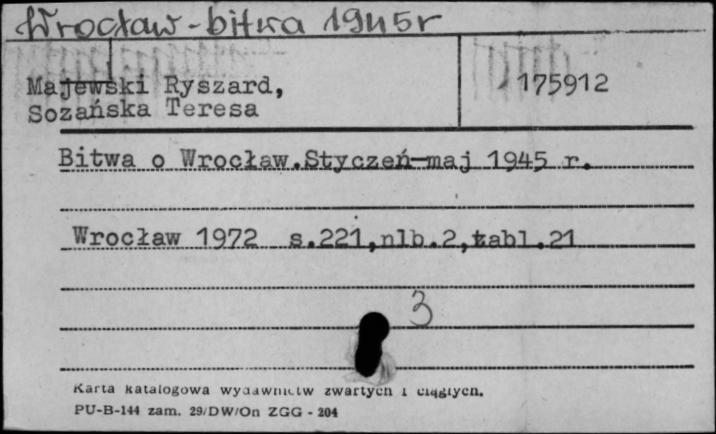 Wrocław-bitwa 1945r
Majewski Ryszard,
Sozańska Teresa
175912
Bitwa o Wrocław.Styczeń-maj 1945 r.
Wrocław 1972 s.221,nlb.2,tabl.21
3
Karta katalogowa wydawnictw zwartych i ciągłych.
PU-B-144 zam. 29/DW/On ZGG - 204